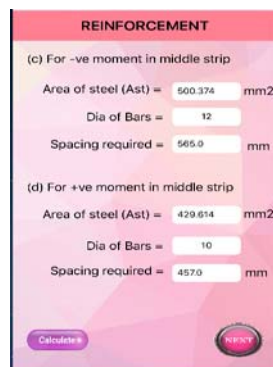 REINFORCEMENT
(c) For -ve moment in middle strip
Area of steel (Ast) = 500.374 mm2
Dia of Bars = 12
Spacing required = 565.0 mm
(d) For +ve moment in middle strip
Area of steel (Ast) = 429.614 mm2
Dia of Bars = 10
Spacing required = 457.0 mm
Calculate
NEXT